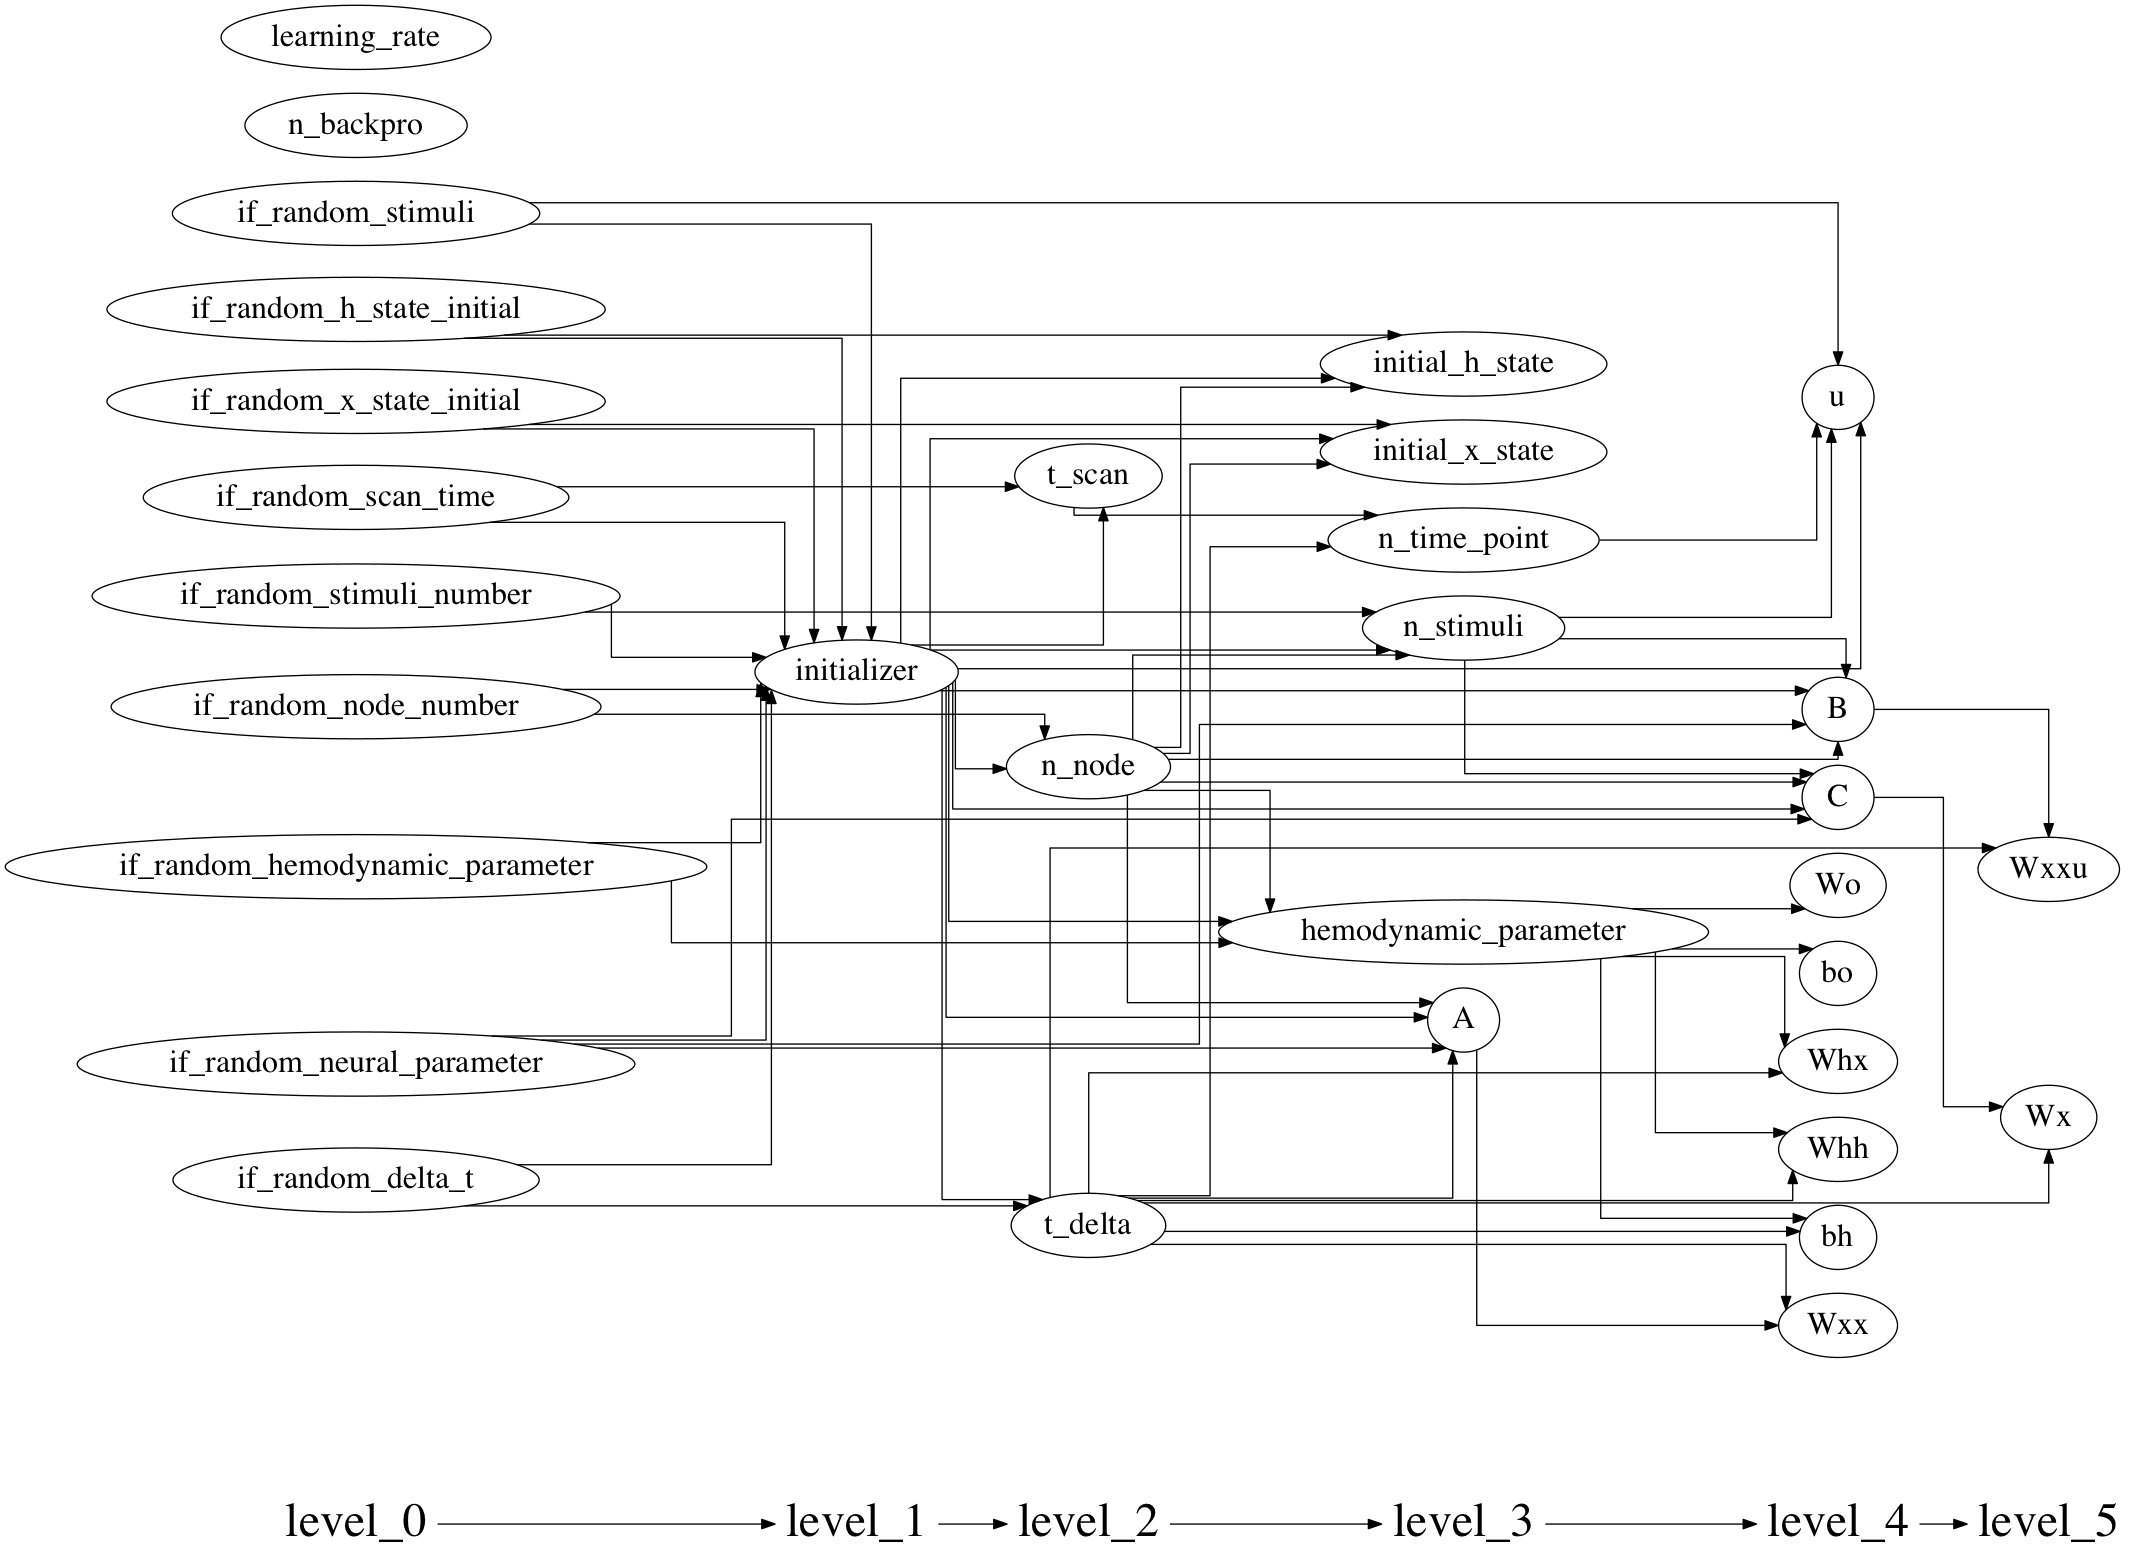 learning_rate
n_backpro
if_random_stimuli
if_random_h_state_initial
if_random_x_state_initial
if_random_scan_time
if_random_stimuli_number
if_random_node_number
if_random_hemodynamic_parameter
if_random_neural_parameter
if_random_delta_t
initializer
t_scan
n_node
t_delta
initial_h_state
initial_x_state
n_time_point
n_stimuli
hemodynamic_parameter
A
u
B
C
Wo
bo
Whx
Whh
bh
Wxx
Wxxu
Wx
level_0
level_1
level_2
level_3
level_4
level_5